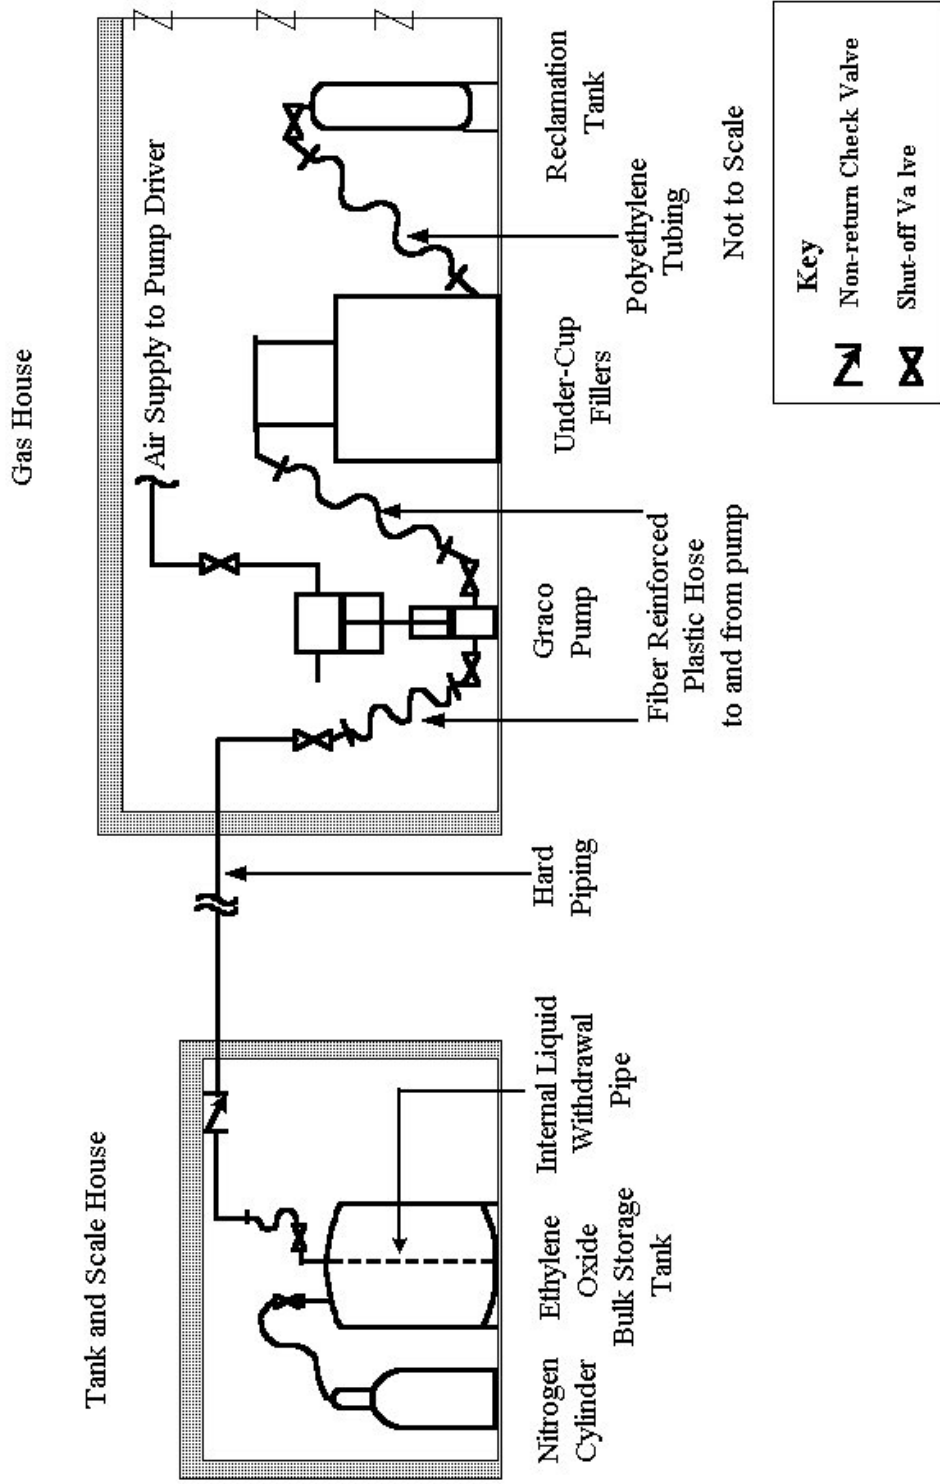 Gas House
Tank and Scale House
Air Supply to Pump Driver
Nitrogen
Cylinder
Ethylene
Oxide
Bulk Storage
Tank
Internal Liquid
Withdrawal
Pipe
Hard
Piping
Graco
Pump
Fiber Reinforced
Plastic Hose
to and from pump
Under-Cup
Fillers
Polyethylene
Tubing
Reclamation
Tank
Not to Scale
Key
Non-return Check Valve
Shut-off Va lve